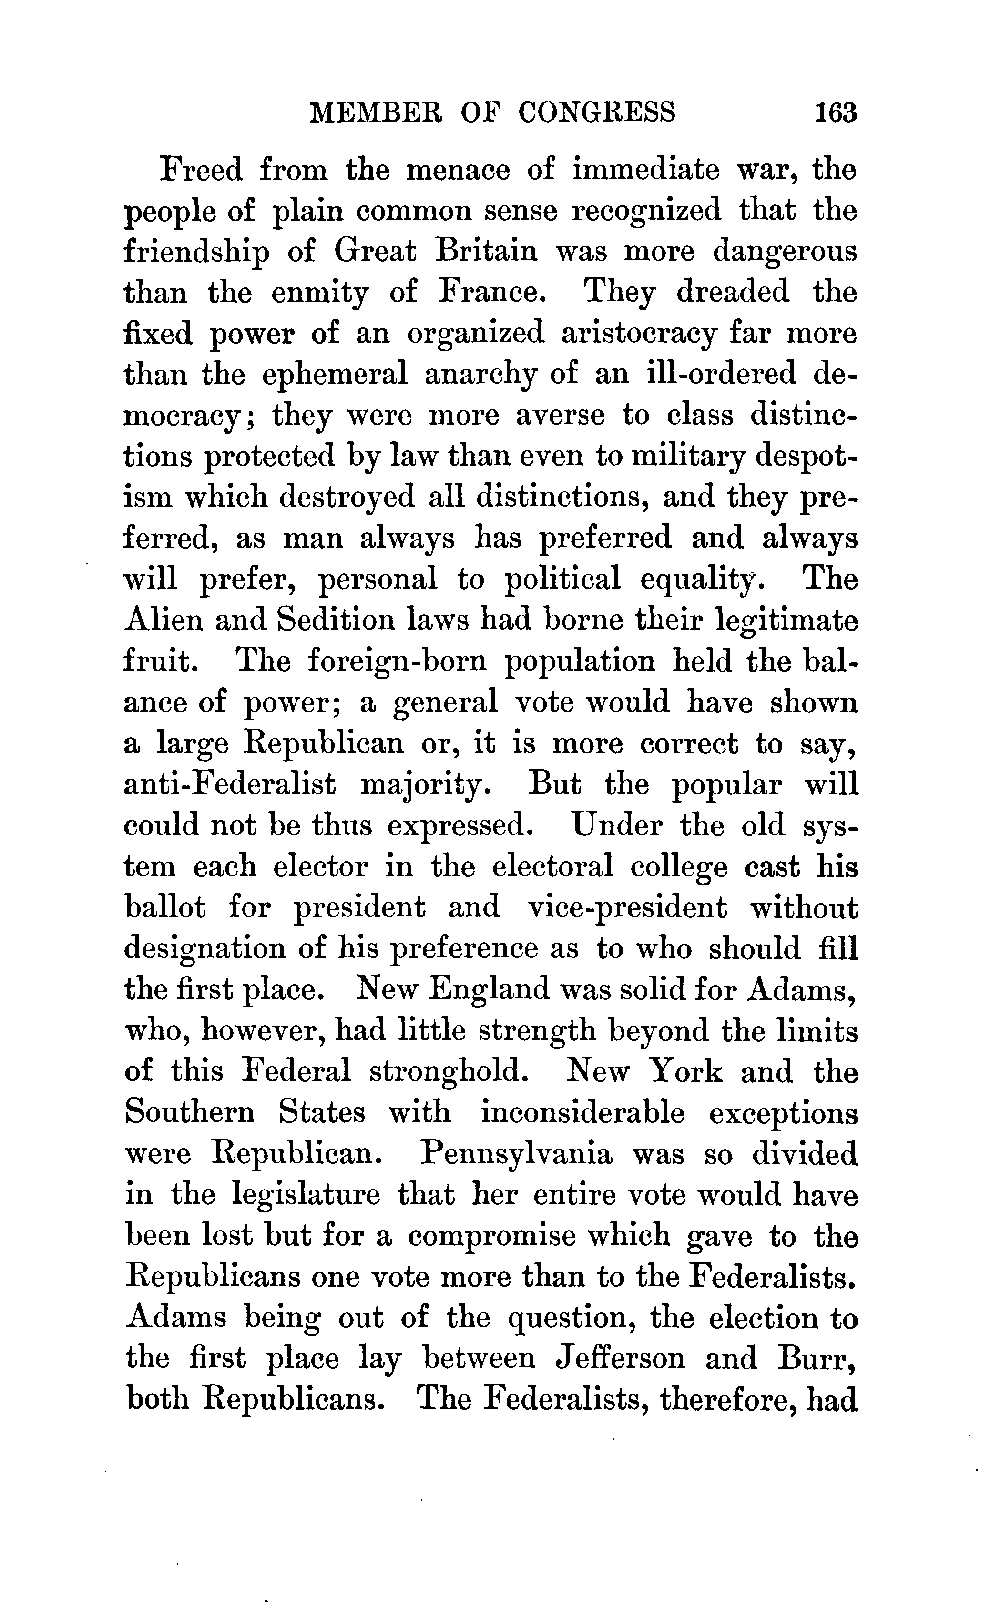 MEMBER OF CONGRESS 163
Freed from the menace of immediate war, the
people of plain common sense recognized that the
friendship of Great Britain was more dangerous
than the enmity of France. They dreaded the
fixed power of an organized aristocracy far more
than the ephemeral anarchy of an ill-ordered de-
mocracy; they were more averse to class distinc-
tions protected by law than even to military despot-
ism which destroyed all distinctions, and they pre-
ferred, as man always has preferred and always
will prefer, personal to political equality. The
Alien and Sedition laws had borne their legitimate
fruit. The foreign-born population held the bal-
ance of power; a general vote would have shown
a large Republican or, it is more correct to say,
anti-Federalist majority. But the popular will
could not be thus expressed. Under the old sys-
tem each elector in the electoral college cast his
ballot for president and vice-president without
designation of his preference as to who should fill
the first place. New England was solid for Adams,
who, however, had little strength beyond the limits
of this Federal stronghold. New York and the
Southern States with inconsiderable exceptions
were Republican. Pennsylvania was so divided
in the legislature that her entire vote would have
been lost but for a compromise which gave to the
Republicans one vote more than to the Federalists.
Adams being out of the question, the election to
the first place lay between Jefferson and Burr,
both Republicans. The Federalists, therefore, had